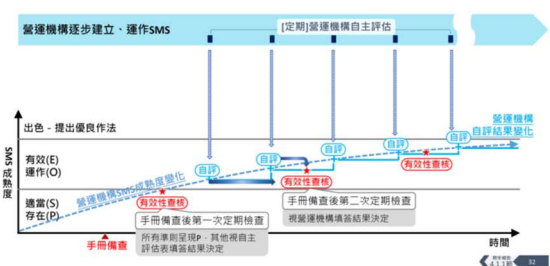 營運機構逐步建立、運作SMS
[定期]營運機構自主評估
出色－提出優良作法
營運機構
自評結果變化
SMS成熟度
有效(E)
運作(O)
適當(S)
存在(P)
營運機構SMS成熟度變化
自評
自評
自評
自評
自評
有效性查核
有效性查核
有效性查核
手冊備查
手冊備查後第一次定期檢查
所有準則呈現P，其他視自主
評估表填答結果決定
手冊備查後第二次定期檢查
視營運機構填答結果決定
時間
期末報告
4.1.1節
32